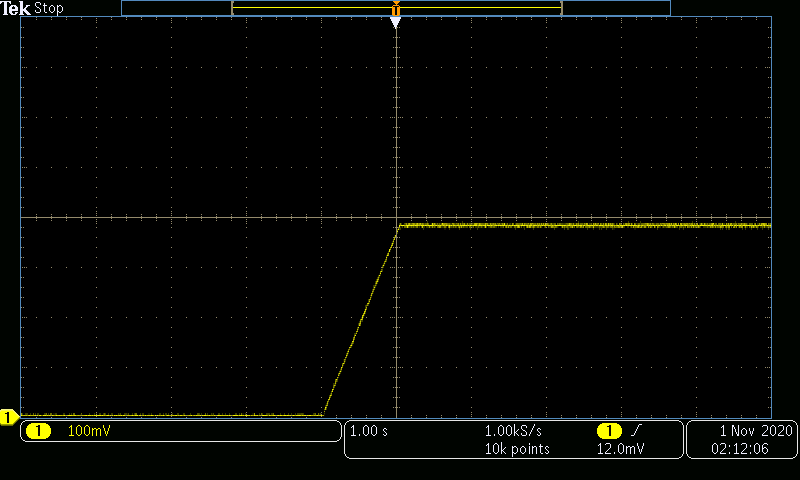 Tek Stop
T
1
1 100mV
1.00 s 1.00kS/s 1 /
10k points 12.0mV
1 Nov 2020
02:12:06